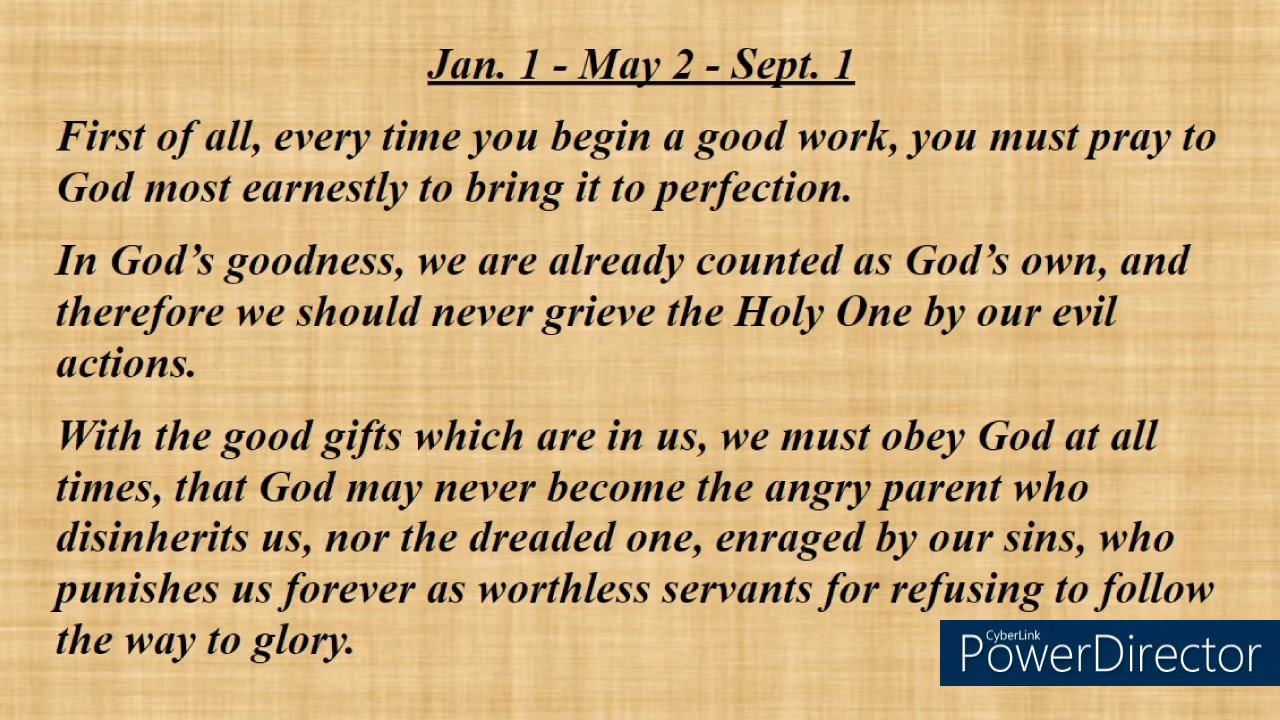 Jan. 1 - May 2 - Sept. 1
First of all, every time you begin a good work, you must pray to
God most earnestly to bring it to perfection.
In God’s goodness, we are already counted as God’s own, and
therefore we should never grieve the Holy One by our evil
actions.
With the good gifts which are in us, we must obey God at all
times, that God may never become the angry parent who
disinherits us, nor the dreaded one, enraged by our sins, who
punishes us forever as worthless servants for refusing to follow
the way to glory.
CyberLink
PowerDirector